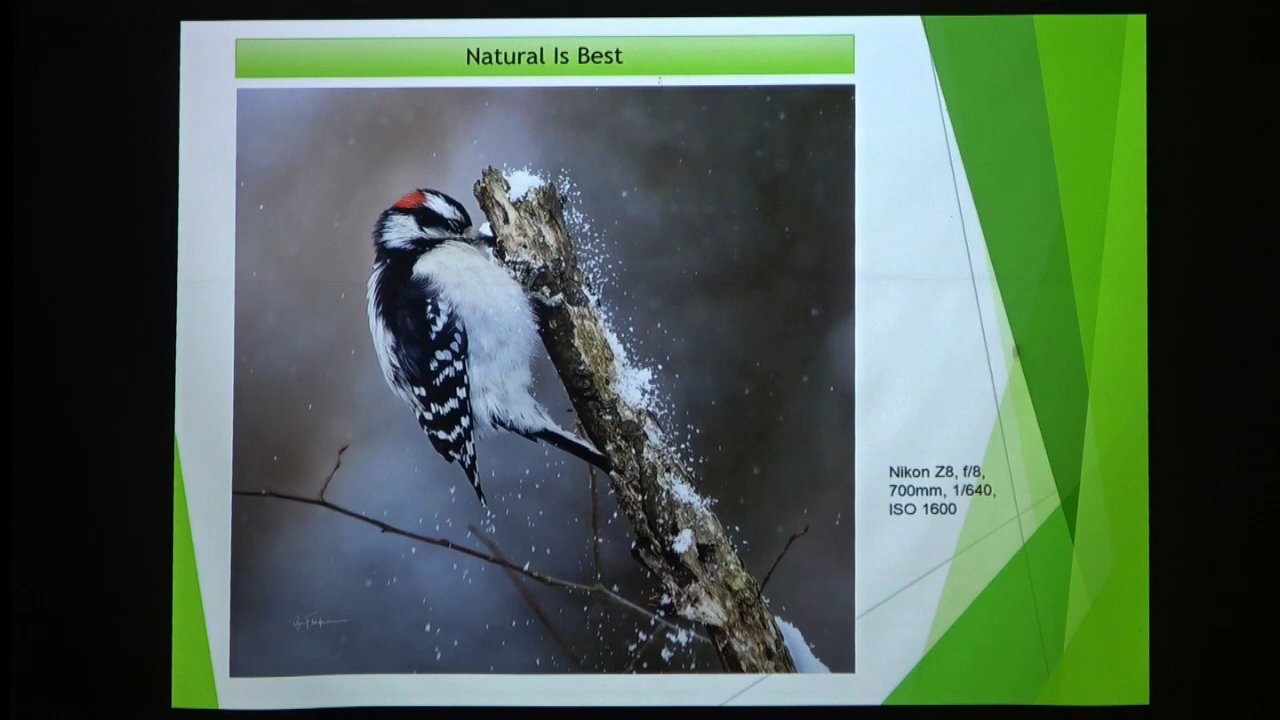 Natural Is Best
Nikon Z8, f/8,
700mm, 1/640,
ISO 1600